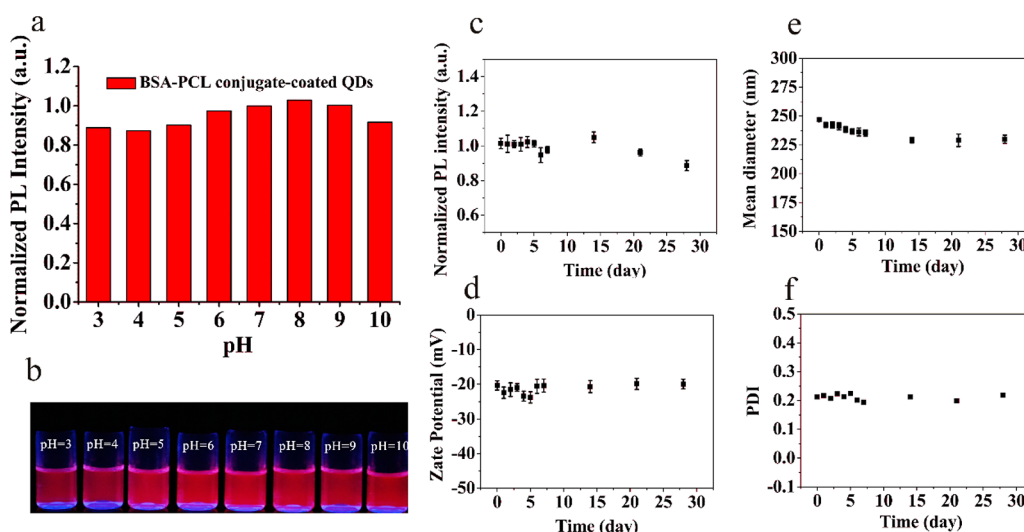 a
Normalized PL Intensity (a.u.)
1.2
1.0
0.8
0.6
0.4
0.2
0.0
BSA-PCL conjugate-coated QDs
3 4 5 6 7 8 9 10
pH
b
pH=3 pH=4 pH=5 pH=6 pH=7 pH=8 pH=9 pH=10
c
Normalized PL intensity (a.u.)
1.4
1.2
1.0
0.8
0.6
0 5 10 15 20 25 30
Time (day)
d
Zate Potential (mV)
0
-10
-20
-30
-40
-50
0 5 10 15 20 25 30
Time (day)
e
Mean diameter (nm)
300
275
250
225
200
175
150
0 5 10 15 20 25 30
Time (day)
f
PDI
0.5
0.4
0.3
0.2
0.1
0.0
-0.1
0 5 10 15 20 25 30
Time (day)